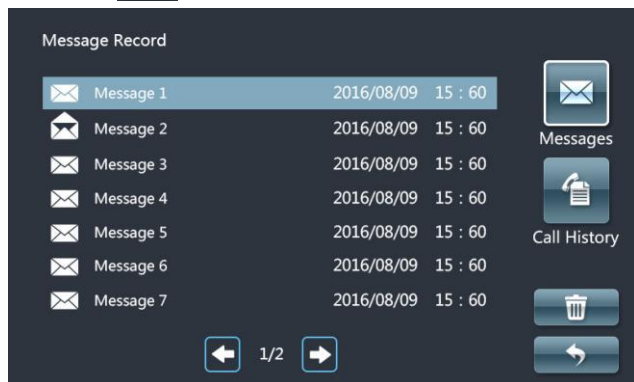 Message Record
Message 1 2016/08/09 15 : 60
Message 2 2016/08/09 15 : 60
Message 3 2016/08/09 15 : 60
Message 4 2016/08/09 15 : 60
Message 5 2016/08/09 15 : 60
Message 6 2016/08/09 15 : 60
Message 7 2016/08/09 15 : 60
1/2
Messages
Call History